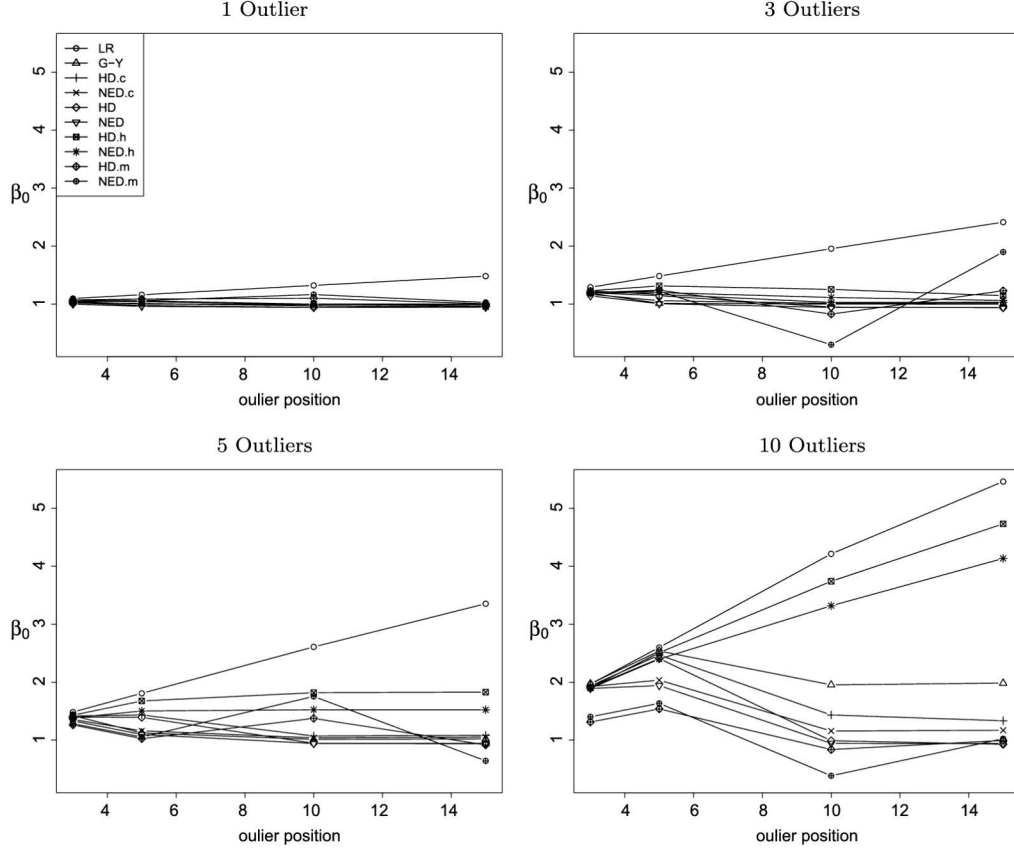 1 Outlier
5
4
3
2
1
β0
LR
G-Y
HD.c
NED.c
HD
NED
HD.h
NED.h
HD.m
NED.m
4 6 8 10 12 14
oulier position
3 Outliers
5
4
3
2
1
β0
4 6 8 10 12 14
oulier position
5 Outliers
5
4
3
2
1
β0
4 6 8 10 12 14
oulier position
10 Outliers
5
4
3
2
1
β0
4 6 8 10 12 14
oulier position